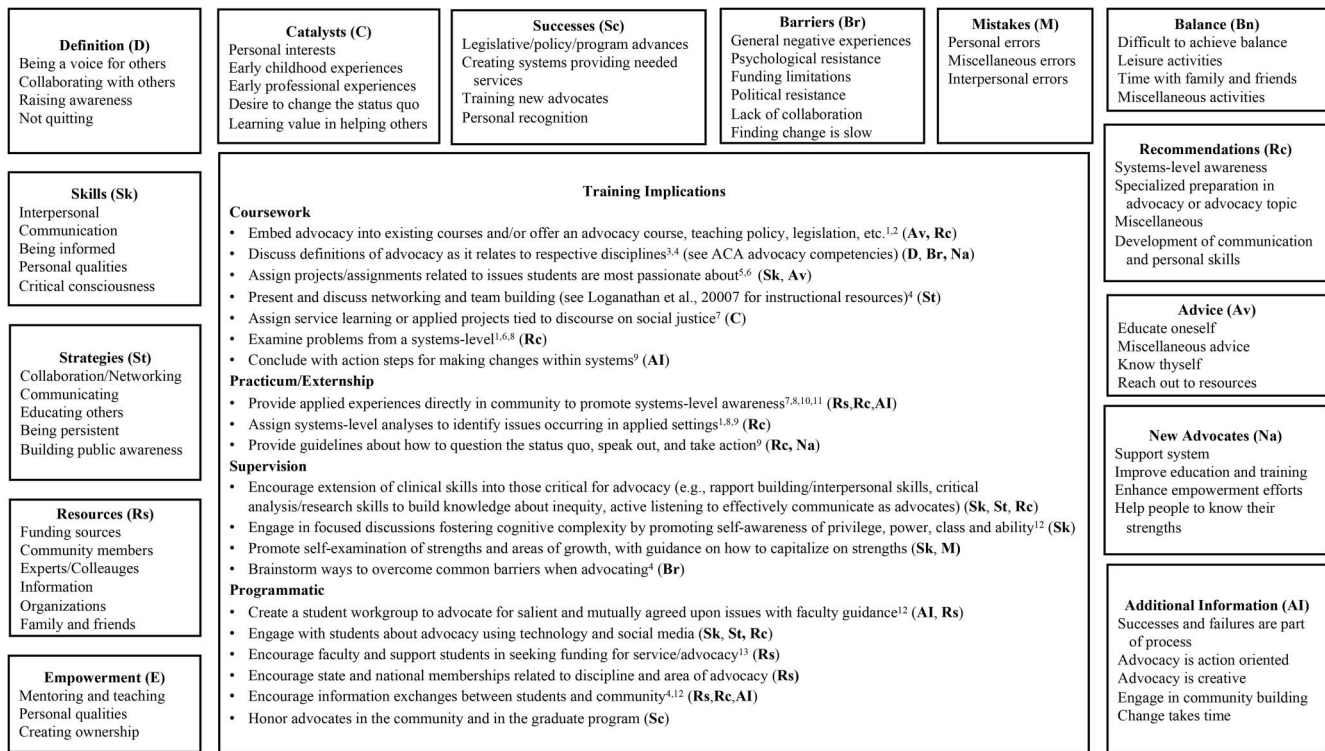 Definition (D)
Being a voice for others
Collaborating with others
Raising awareness
Not quitting
Catalysts (C)
Personal interests
Early childhood experiences
Early professional experiences
Desire to change the status quo
Learning value in helping others
Successes (Sc)
Legislative/policy/program advances
Creating systems providing needed
services
Training new advocates
Personal recognition
Barriers (Br)
General negative experiences
Psychological resistance
Funding limitations
Political resistance
Lack of collaboration
Finding change is slow
Mistakes (M)
Personal errors
Miscellaneous errors
Interpersonal errors
Balance (Bn)
Difficult to achieve balance
Leisure activities
Time with family and friends
Miscellaneous activities
Skills (Sk)
Interpersonal
Communication
Being informed
Personal qualities
Critical consciousness
Strategies (St)
Collaboration/Networking
Communicating
Educating others
Being persistent
Building public awareness
Resources (Rs)
Funding sources
Community members
Experts/Colleauges
Information
Organizations
Family and friends
Empowerment (E)
Mentoring and teaching
Personal qualities
Creating ownership
Training Implications
Coursework
• Embed advocacy into existing courses and/or offer an advocacy course, teaching policy, legislation, etc.1,2 (Av, Rc)
• Discuss definitions of advocacy as it relates to respective disciplines3,4 (see ACA advocacy competencies) (D, Br, Na)
• Assign projects/assignments related to issues students are most passionate about5,6 (Sk, Av)
• Present and discuss networking and team building (see Loganathan et al., 20007 for instructional resources)4 (St)
• Assign service learning or applied projects tied to discourse on social justice7 (C)
• Examine problems from a systems-level1,6,8 (Rc)
• Conclude with action steps for making changes within systems9 (AI)
Practicum/Externship
• Provide applied experiences directly in community to promote systems-level awareness7,8,10,11 (Rs,Rc,AI)
• Assign systems-level analyses to identify issues occurring in applied settings1,8,9 (Rc)
• Provide guidelines about how to question the status quo, speak out, and take action9 (Rc, Na)
Supervision
• Encourage extension of clinical skills into those critical for advocacy (e.g., rapport building/interpersonal skills, critical
analysis/research skills to build knowledge about inequity, active listening to effectively communicate as advocates) (Sk, St, Rc)
• Engage in focused discussions fostering cognitive complexity by promoting self-awareness of privilege, power, class and ability12 (Sk)
• Promote self-examination of strengths and areas of growth, with guidance on how to capitalize on strengths (Sk, M)
• Brainstorm ways to overcome common barriers when advocating4 (Br)
Programmatic
• Create a student workgroup to advocate for salient and mutually agreed upon issues with faculty guidance12 (AI, Rs)
• Engage with students about advocacy using technology and social media (Sk, St, Rc)
• Encourage faculty and support students in seeking funding for service/advocacy13 (Rs)
• Encourage state and national memberships related to discipline and area of advocacy (Rs)
• Encourage information exchanges between students and community4,12 (Rs,Rc,AI)
• Honor advocates in the community and in the graduate program (Sc)
Recommendations (Rc)
Systems-level awareness
Specialized preparation in
advocacy or advocacy topic
Miscellaneous
Development of communication
and personal skills
Advice (Av)
Educate oneself
Miscellaneous advice
Know thyself
Reach out to resources
New Advocates (Na)
Support system
Improve education and training
Enhance empowerment efforts
Help people to know their
strengths
Additional Information (AI)
Successes and failures are part
of process
Advocacy is action oriented
Advocacy is creative
Engage in community building
Change takes time